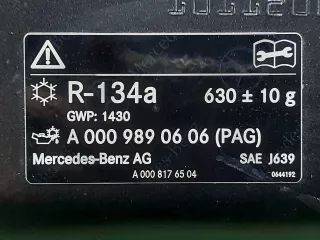 R-134a 630 ± 10 g
GWP: 1430
A 000 989 06 06 (PAG)
Mercedes-Benz AG SAE J639
A 000 817 65 04 0644192